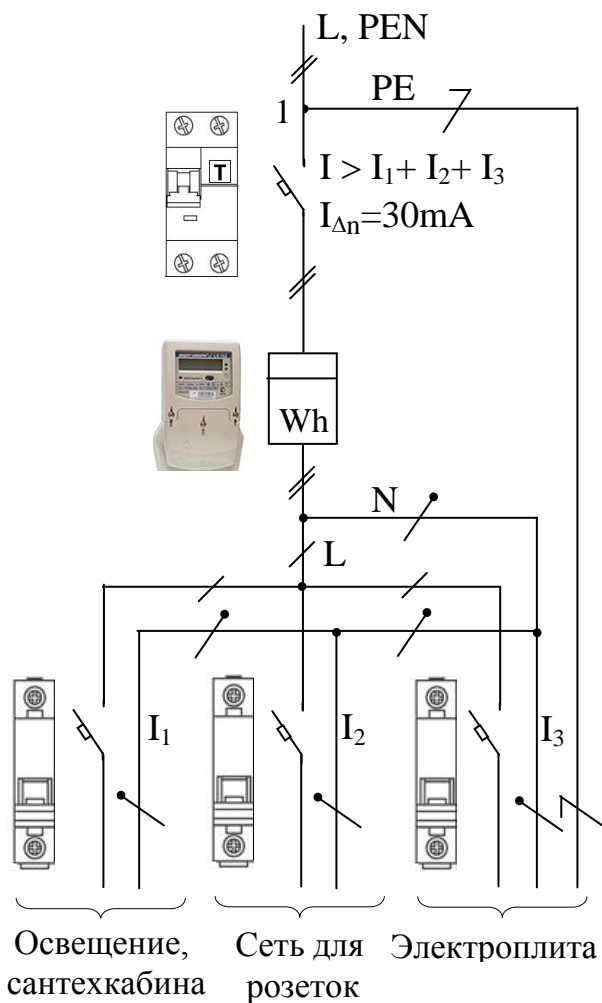 L, PEN
PE
1
T
I > I₁+ I₂+ I₃
I∆n=30mA
Wh
N
L
I₁
I₂
I₃
Освещение,
сантехкабина
Сеть для
розеток
Электроплита